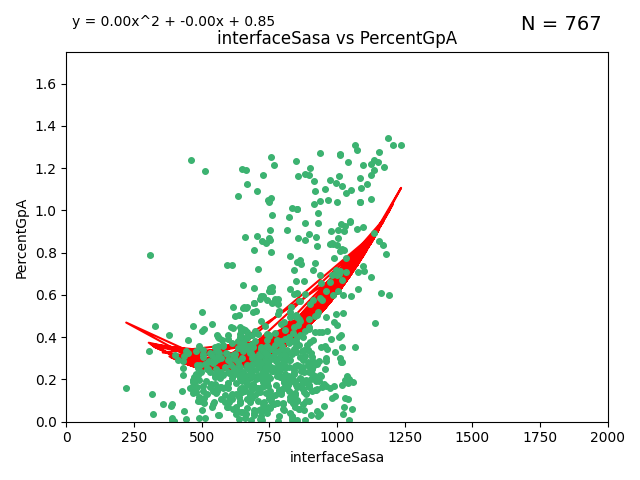 y = 0.00x^2 + -0.00x + 0.85
N = 767
interfaceSasa vs PercentGpA
PercentGpA
1.6
1.4
1.2
1.0
0.8
0.6
0.4
0.2
0.0
0 250 500 750 1000 1250 1500 1750 2000
interfaceSasa